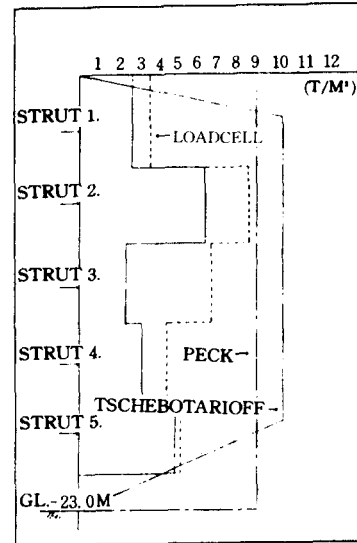 1 2 3 4 5 6 7 8 9 10 11 12
(T/M²)
STRUT 1.
LOADCELL
STRUT 2.
STRUT 3.
STRUT 4.
PECK
TSCHEBOTARIOFF
STRUT 5.
GL.-23.0M